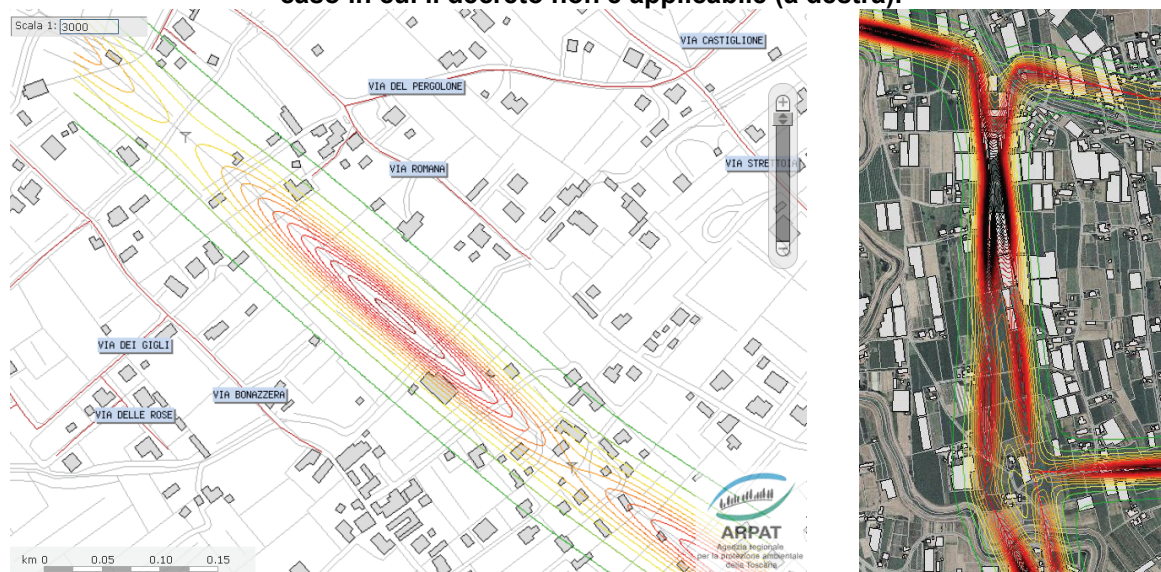 caso in cui il decreto non è applicabile (a destra).
Scala 1: 3000
VIA CASTIGLIONE
VIA DEL PERGOLONE
VIA ROMANA
VIA STRETTOIA
VIA DEI GIGLI
VIA BONAZZERA
VIA DELLE ROSE
ARPAT
Agenzia regionale
per la protezione ambientale
della Toscana
km 0 0.05 0.10 0.15